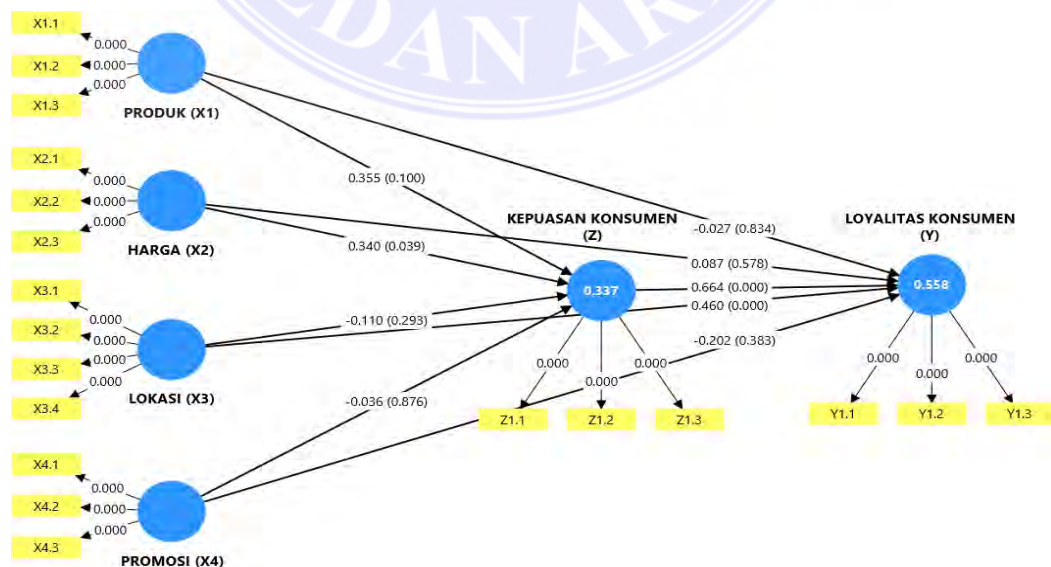 EDAN AR
X1.1
0.000
X1.2
0.000
0.000
X1.3
PRODUK (X1)
X2.1
0.000
X2.2
0.000
0.000
X2.3
HARGA (X2)
X3.1
0.000
X3.2
0.000
0.000
X3.3
0.000
X3.4
LOKASI (X3)
X4.1
0.000
X4.2
0.000
0.000
X4.3
PROMOSI (X4)
0.355 (0.100)
0.340 (0.039)
-0.110 (0.293)
-0.036 (0.876)
KEPUASAN KONSUMEN
(Z)
0.337
0.000
0.000
0.000
Z1.1
Z1.2
Z1.3
-0.027 (0.834)
0.087 (0.578)
0.664 (0.000)
0.460 (0.000)
-0.202 (0.383)
LOYALITAS KONSUMEN
(Y)
0.558
0.000
0.000
0.000
Y1.1
Y1.2
Y1.3